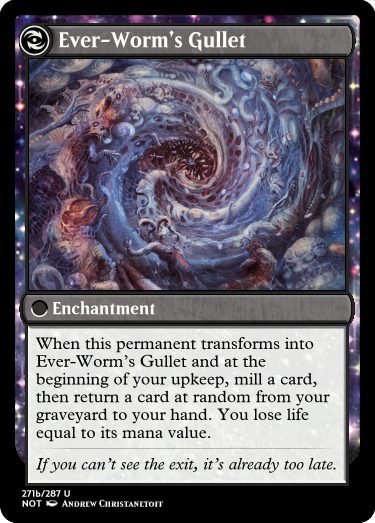 Ever-Worm's Gullet
Enchantment
When this permanent transforms into
Ever-Worm's Gullet and at the
beginning of your upkeep, mill a card,
then return a card at random from your
graveyard to your hand. You lose life
equal to its mana value.
If you can't see the exit, it's already too late.
271b/287 U
NOT Andrew Christanetoff